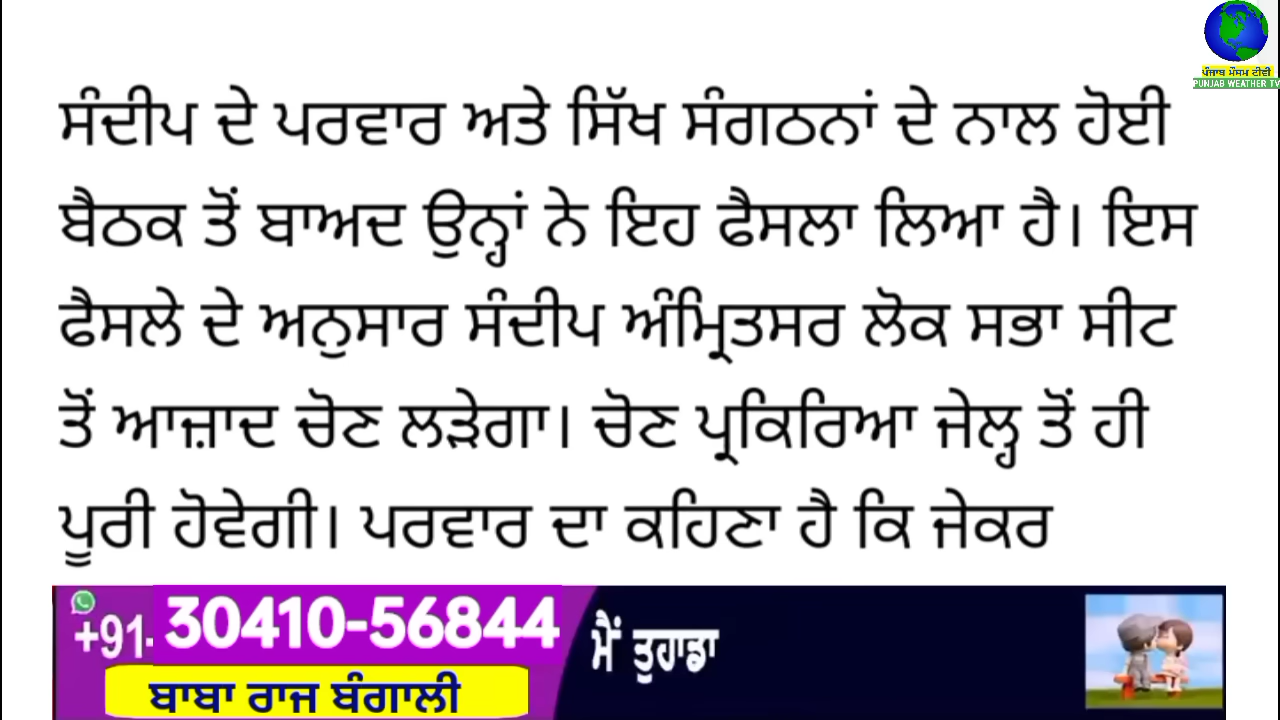 ਪੰਜਾਬ ਮੌਸਮ ਟੀਵੀ
PUNJAB WEATHER TV
ਸੰਦੀਪ ਦੇ ਪਰਵਾਰ ਅਤੇ ਸਿੱਖ ਸੰਗਠਨਾਂ ਦੇ ਨਾਲ ਹੋਈ
ਬੈਠਕ ਤੋਂ ਬਾਅਦ ਉਨ੍ਹਾਂ ਨੇ ਇਹ ਫੈਸਲਾ ਲਿਆ ਹੈ। ਇਸ
ਫੈਸਲੇ ਦੇ ਅਨੁਸਾਰ ਸੰਦੀਪ ਅੰਮ੍ਰਿਤਸਰ ਲੋਕ ਸਭਾ ਸੀਟ
ਤੋਂ ਆਜ਼ਾਦ ਚੋਣ ਲੜੇਗਾ। ਚੋਣ ਪ੍ਰਕਿਰਿਆ ਜੇਲ੍ਹ ਤੋਂ ਹੀ
ਪੂਰੀ ਹੋਵੇਗੀ। ਪਰਵਾਰ ਦਾ ਕਹਿਣਾ ਹੈ ਕਿ ਜੇਕਰ
+91- 30410-56844
ਬਾਬਾ ਰਾਜ ਬੰਗਾਲੀ
ਮੈਂ ਤੁਹਾਡਾ